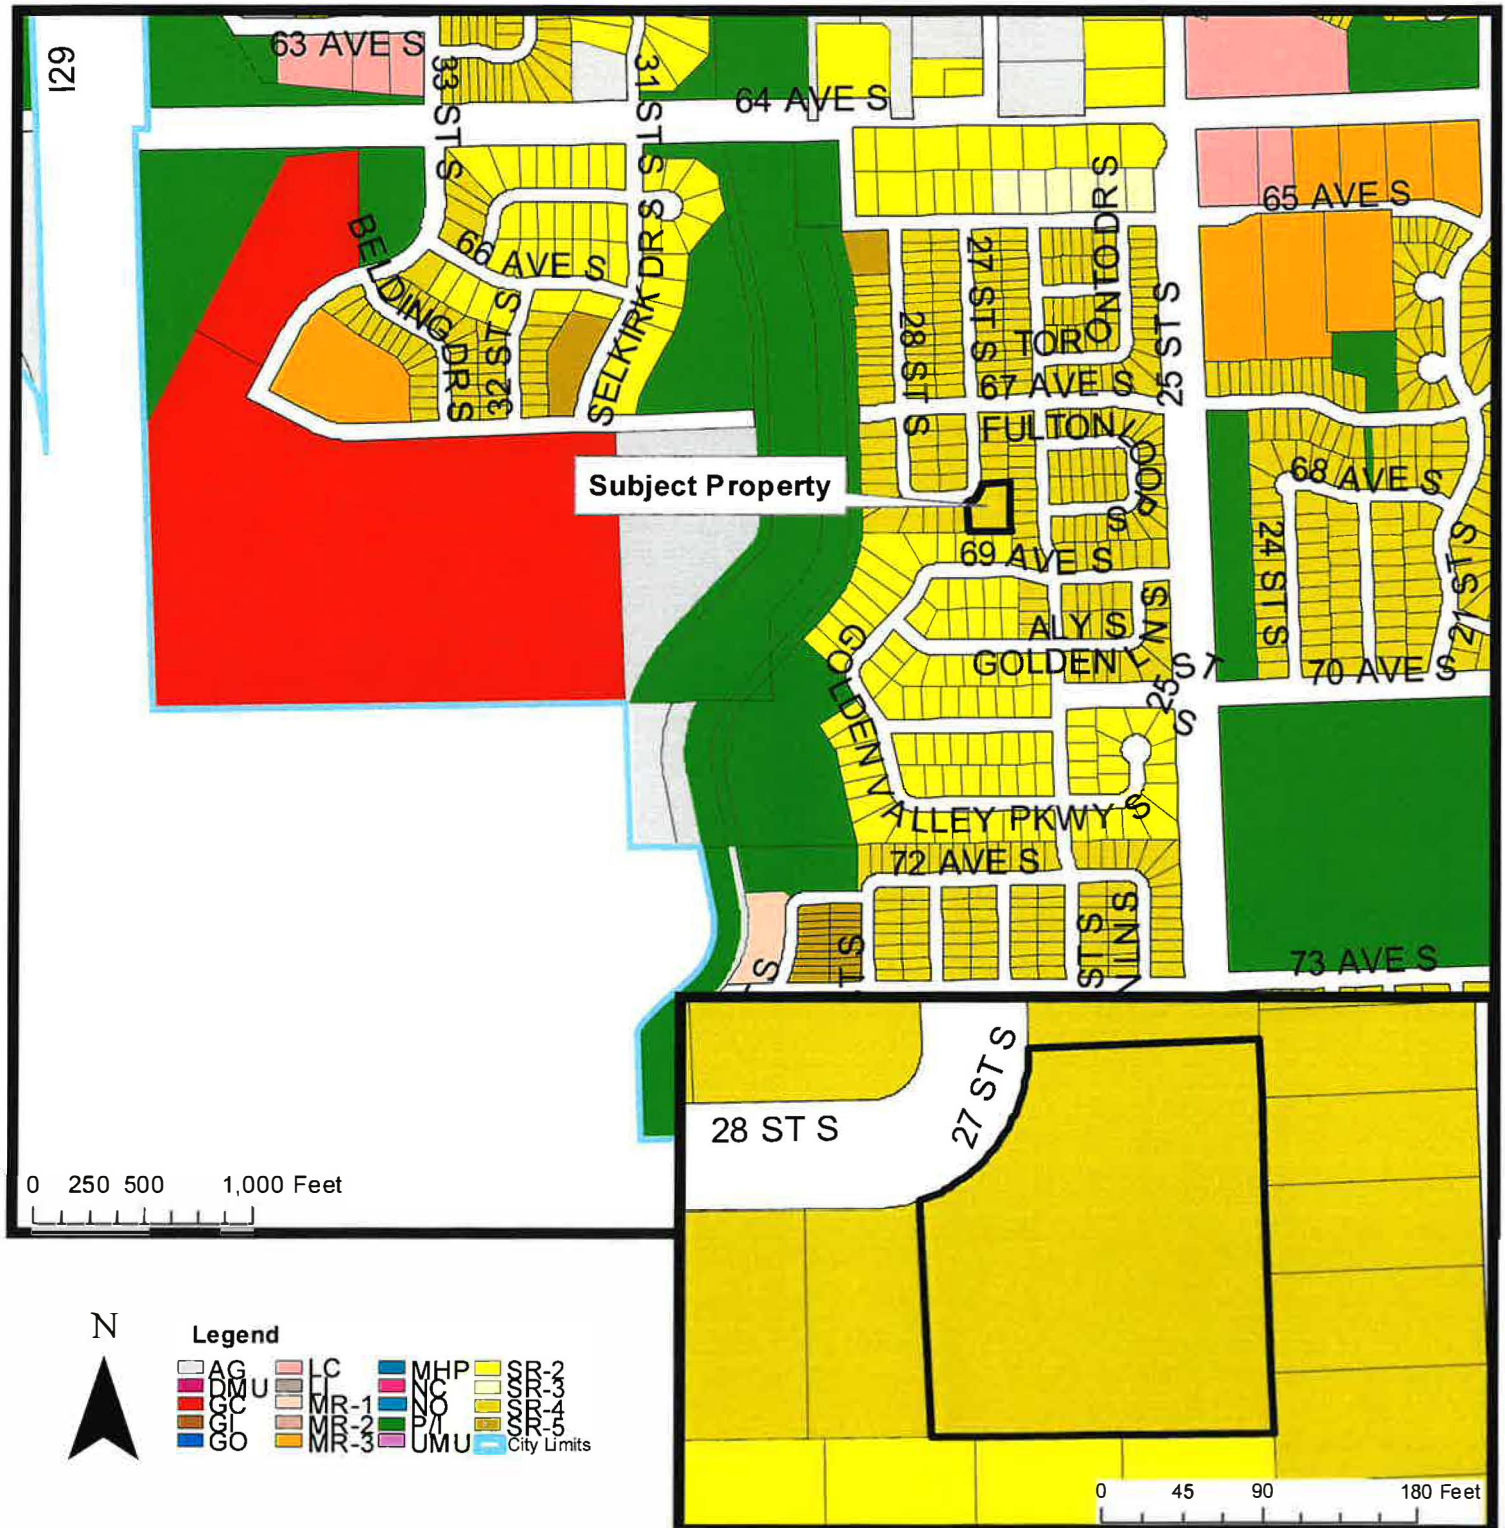 I29
63 AVE S
33 ST S
31 ST S
64 AVE S
65 AVE S
BELDING DR S
66 AVE S
32 ST S
SELKIRK DR S
28 ST S
27 ST S
TORONTO DR S
25 ST S
67 AVE S
FULTON LOOP S
Subject Property
68 AVE S
69 AVE S
24 ST S
21 ST S
ALY S
GOLDEN LN S
25 ST S
70 AVE S
GOLDEN VALLEY PKWY S
72 AVE S
S
T S
ST S
LN S
73 AVE S
27 ST S
28 ST S
0 250 500 1,000 Feet
N
Legend
AG LC MHP SR-2
DMU LI NC SR-3
GC MR-1 NO SR-4
GI MR-2 P/I SR-5
GO MR-3 UMU City Limits
0 45 90 180 Feet